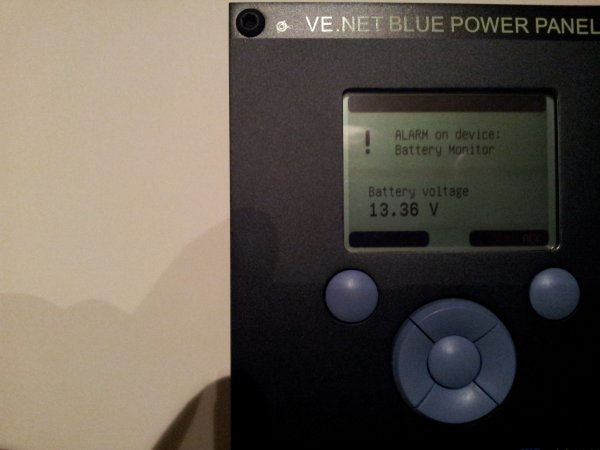 VE.NET BLUE POWER PANEL
! ALARM on device:
Battery Monitor
Battery voltage
13.36 V